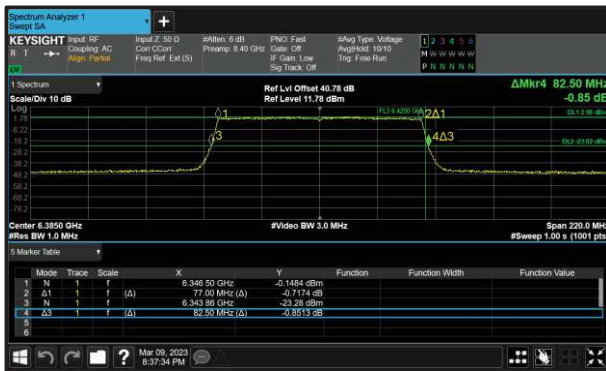 Spectrum Analyzer 1
Swept SA
KEYSIGHT
R T
Input: RF
Coupling: AC
Align: Partial
Input Z: 50 Ω
Corr CCorr
Freq Ref: Ext (S)
#Atten: 6 dB
Preamp: 8.40 GHz
PNO: Fast
Gate: Off
IF Gain: Low
Sig Track: Off
#Avg Type: Voltage
Avg|Hold: 10/10
Trig: Free Run
1 2 3 4 5 6
M W W W W W
P N N N N N
1 Spectrum
Scale/Div 10 dB
Ref Lvl Offset 40.78 dB
Ref Level 11.78 dBm
ΔMkr4 82.50 MHz
-0.85 dB
Log
1.78
-8.22
-18.2
-28.2
-38.2
-48.2
-58.2
-68.2
-78.2
1
2Δ1
3
4Δ3
DL2 -23.02 dBm
Center 6.3850 GHz
#Res BW 1.0 MHz
#Video BW 3.0 MHz
Span 220.0 MHz
#Sweep 1.00 s (1001 pts)
5 Marker Table
Mode Trace Scale X Y Function Function Width Function Value
1 N 1 f 6.346 50 GHz -0.1484 dBm
2 Δ1 1 f (Δ) 77.00 MHz (Δ) -0.7174 dB
3 N 1 f 6.343 86 GHz -23.28 dBm
4 Δ3 1 f (Δ) 82.50 MHz (Δ) -0.8513 dB
5
6
?
Mar 09, 2023
8:37:34 PM